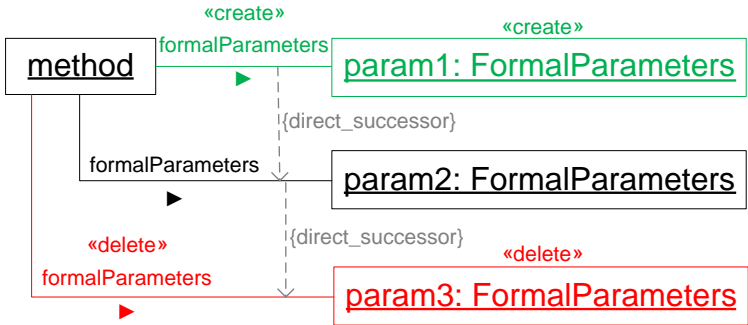 «create»
formalParameters
«create»
method
param1: FormalParameters
{direct_successor}
formalParameters
param2: FormalParameters
«delete»
{direct_successor}
«delete»
formalParameters
param3: FormalParameters